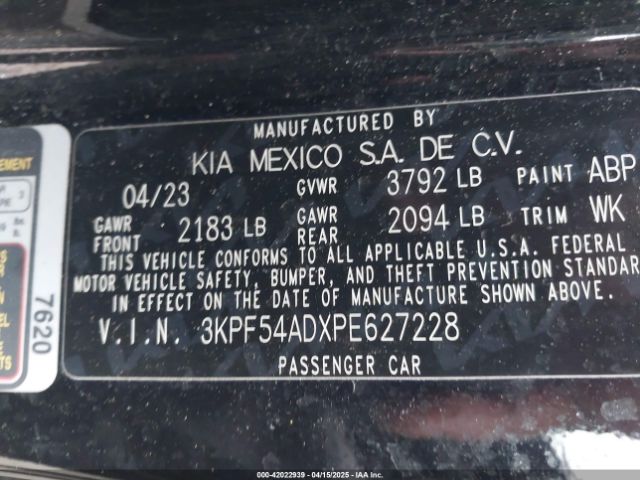 MANUFACTURED BY
KIA MEXICO S.A. DE C.V.
04/23 GVWR 3792 LB PAINT ABP
GAWR FRONT 2183 LB GAWR REAR 2094 LB TRIM WK
THIS VEHICLE CONFORMS TO ALL APPLICABLE U.S.A. FEDERAL
MOTOR VEHICLE SAFETY, BUMPER, AND THEFT PREVENTION STANDAR
IN EFFECT ON THE DATE OF MANUFACTURE SHOWN ABOVE.
V.I.N. 3KPF54ADXPE627228
PASSENGER CAR
7620
000-42022939 - 04/15/2025 - IAA Inc.